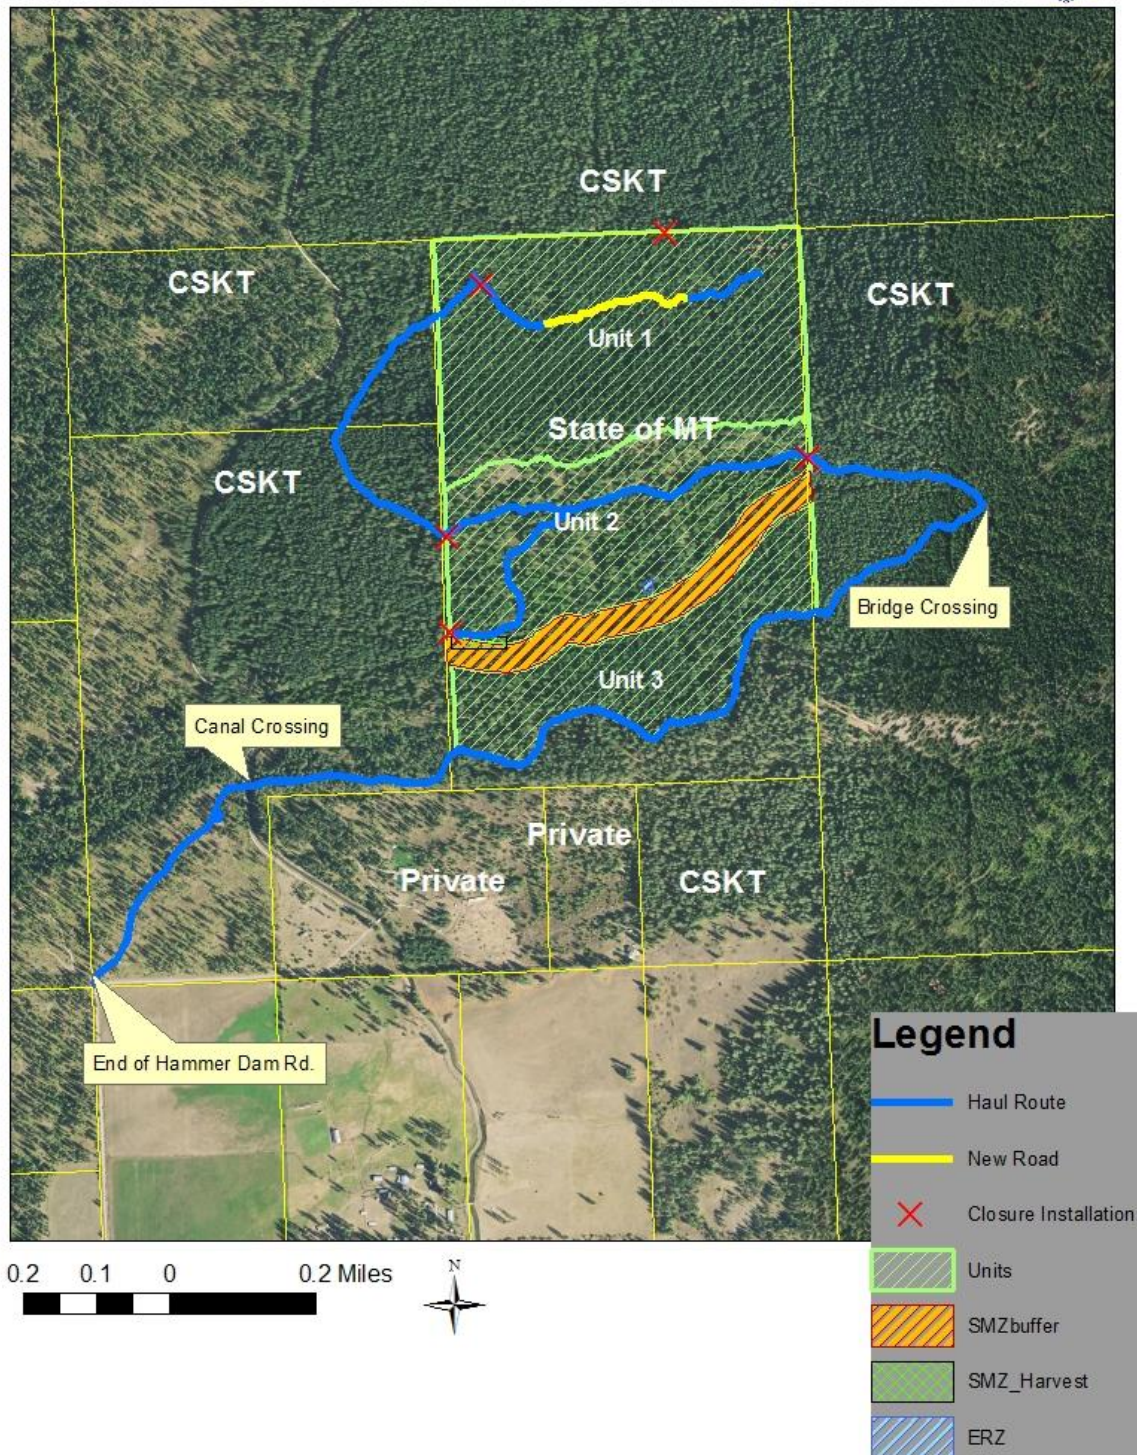 CSKT
CSKT
CSKT
Unit 1
State of MT
CSKT
Unit 2
Bridge Crossing
Unit 3
Canal Crossing
Private
Private
CSKT
End of Hammer Dam Rd.
Legend
Haul Route
New Road
Closure Installation
Units
SMZbuffer
SMZ_Harvest
ERZ
0.2 0.1 0 0.2 Miles
N